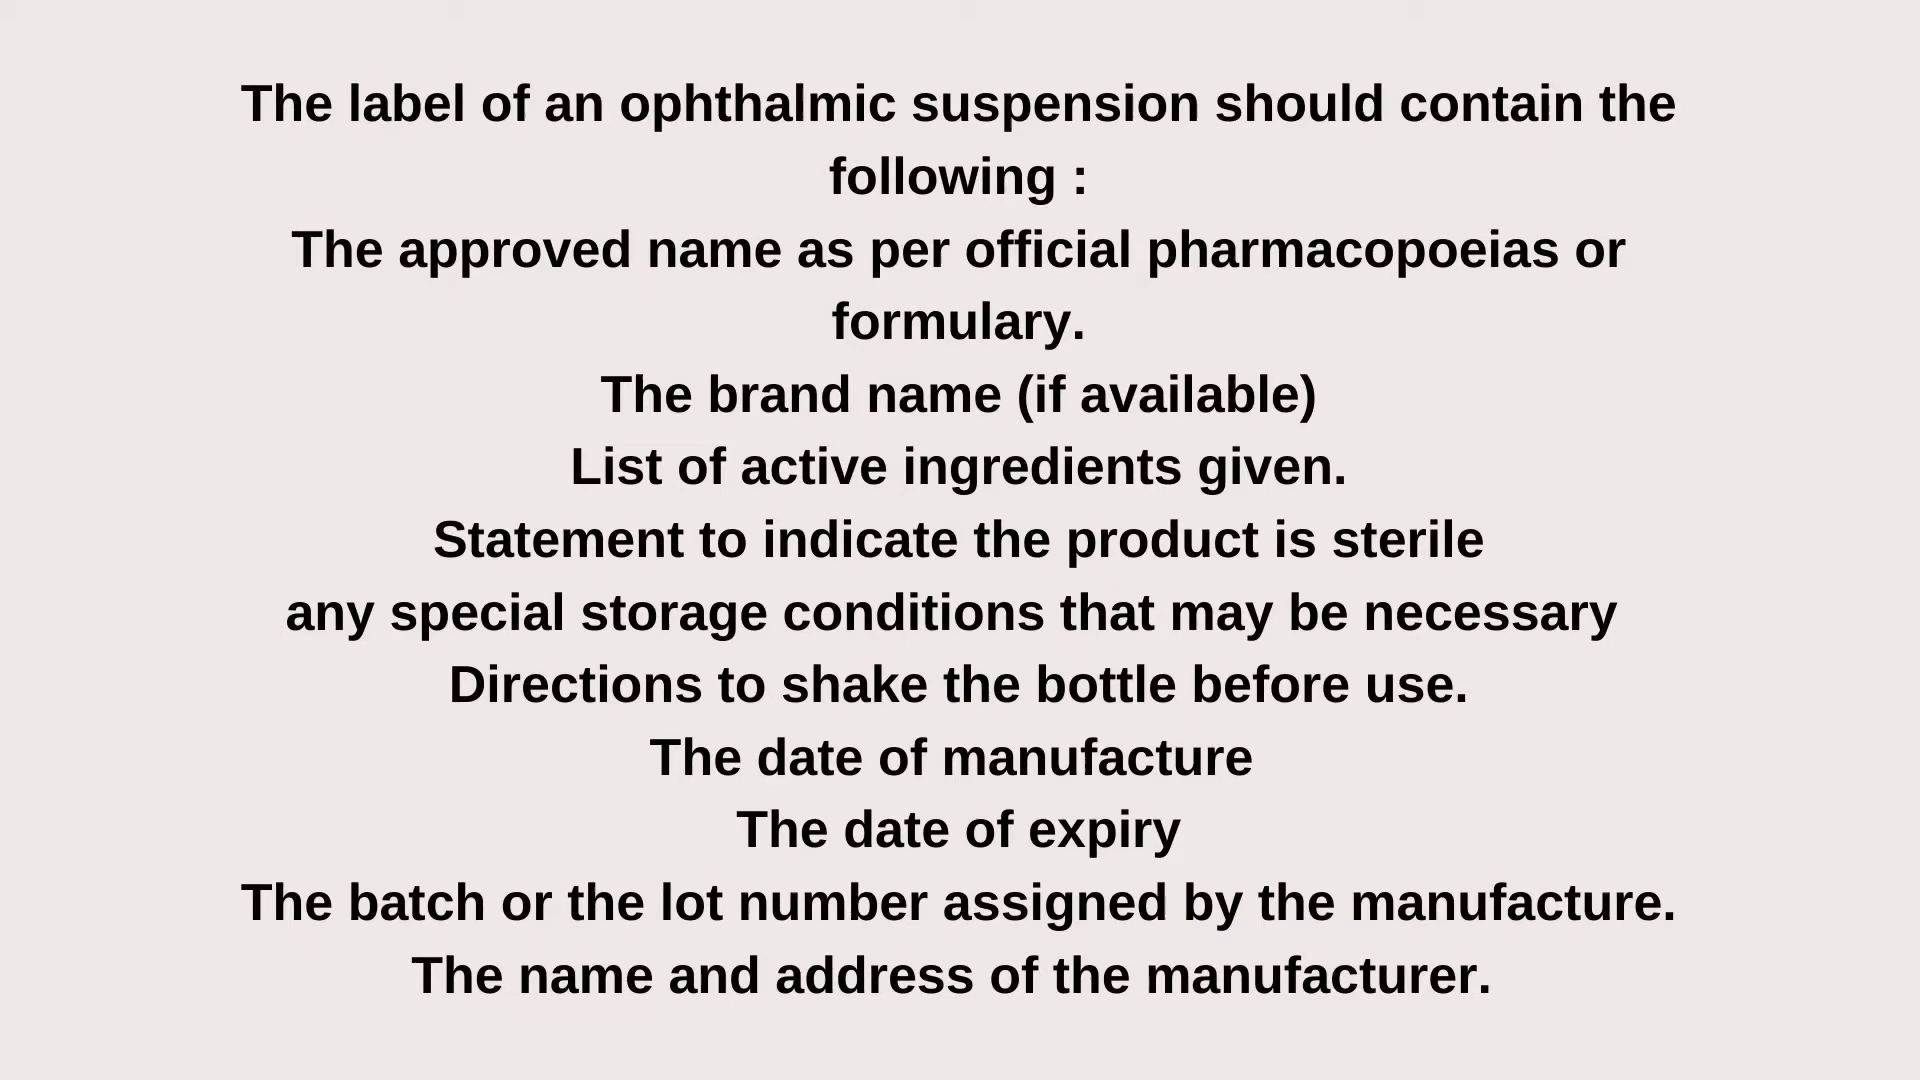 The label of an ophthalmic suspension should contain the
following :
The approved name as per official pharmacopoeias or
formulary.
The brand name (if available)
List of active ingredients given.
Statement to indicate the product is sterile
any special storage conditions that may be necessary
Directions to shake the bottle before use.
The date of manufacture
The date of expiry
The batch or the lot number assigned by the manufacture.
The name and address of the manufacturer.